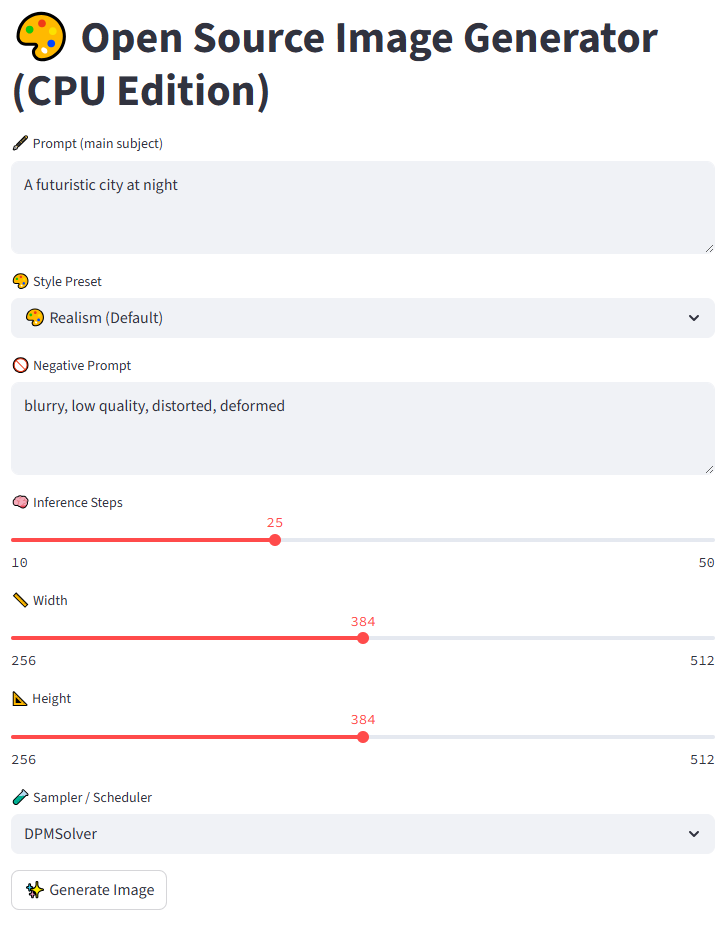 🎨 Open Source Image Generator
(CPU Edition)
🖌️ Prompt (main subject)
A futuristic city at night
🎨 Style Preset
🎨 Realism (Default)
🚫 Negative Prompt
blurry, low quality, distorted, deformed
🧠 Inference Steps
25
10 50
📏 Width
384
256 512
📐 Height
384
256 512
🧪 Sampler / Scheduler
DPMSolver
✨ Generate Image